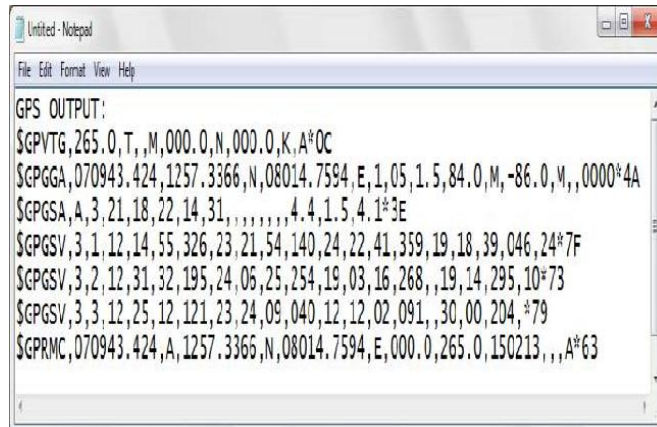 Untitled - Notepad
File Edit Format View Help
GPS OUTPUT:
$GPVTG,265.0,T,,M,000.0,N,000.0,K,A*0C
$GPGGA,070943.424,1257.3366,N,08014.7594,E,1,05,1.5,84.0,M,-86.0,M,,0000*4A
$GPGSA,A,3,21,18,22,14,31,,,,,,,,4.4,1.5,4.1*3E
$GPGSV,3,1,12,14,55,326,23,21,54,140,24,22,41,359,19,18,39,046,24*7F
$GPGSV,3,2,12,31,32,195,24,06,25,254,19,03,16,268,,19,14,295,10*73
$GPGSV,3,3,12,25,12,121,23,24,09,040,12,12,02,091,,30,00,204,*79
$GPRMC,070943.424,A,1257.3366,N,08014.7594,E,000.0,265.0,150213,,,A*63